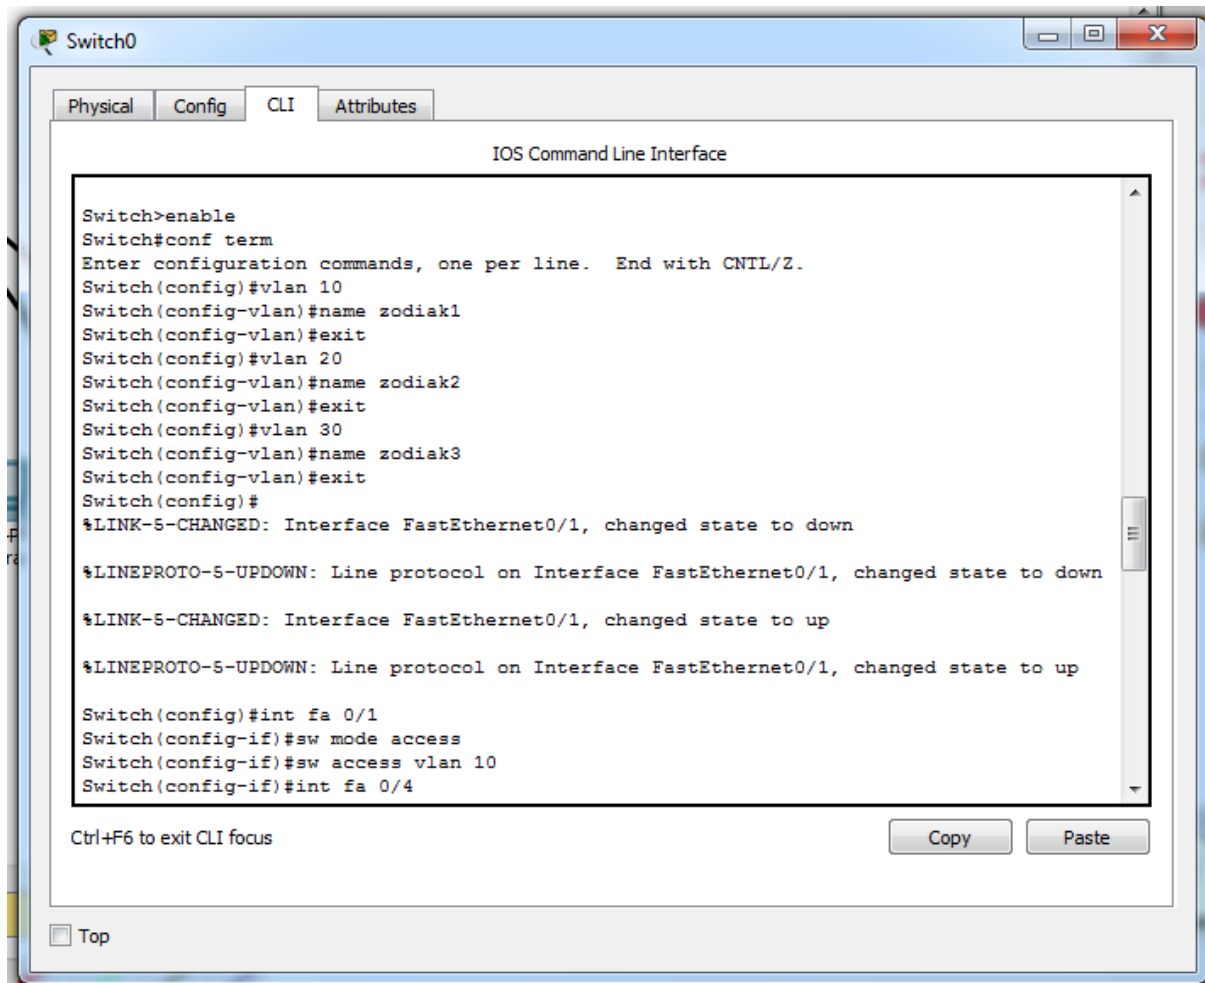 Switch0
Physical Config CLI Attributes
IOS Command Line Interface
Switch>enable
Switch#conf term
Enter configuration commands, one per line.  End with CNTL/Z.
Switch(config)#vlan 10
Switch(config-vlan)#name zodiak1
Switch(config-vlan)#exit
Switch(config)#vlan 20
Switch(config-vlan)#name zodiak2
Switch(config-vlan)#exit
Switch(config)#vlan 30
Switch(config-vlan)#name zodiak3
Switch(config-vlan)#exit
Switch(config)#
%LINK-5-CHANGED: Interface FastEthernet0/1, changed state to down
%LINEPROTO-5-UPDOWN: Line protocol on Interface FastEthernet0/1, changed state to down
%LINK-5-CHANGED: Interface FastEthernet0/1, changed state to up
%LINEPROTO-5-UPDOWN: Line protocol on Interface FastEthernet0/1, changed state to up
Switch(config)#int fa 0/1
Switch(config-if)#sw mode access
Switch(config-if)#sw access vlan 10
Switch(config-if)#int fa 0/4
Ctrl+F6 to exit CLI focus
Copy Paste
Top